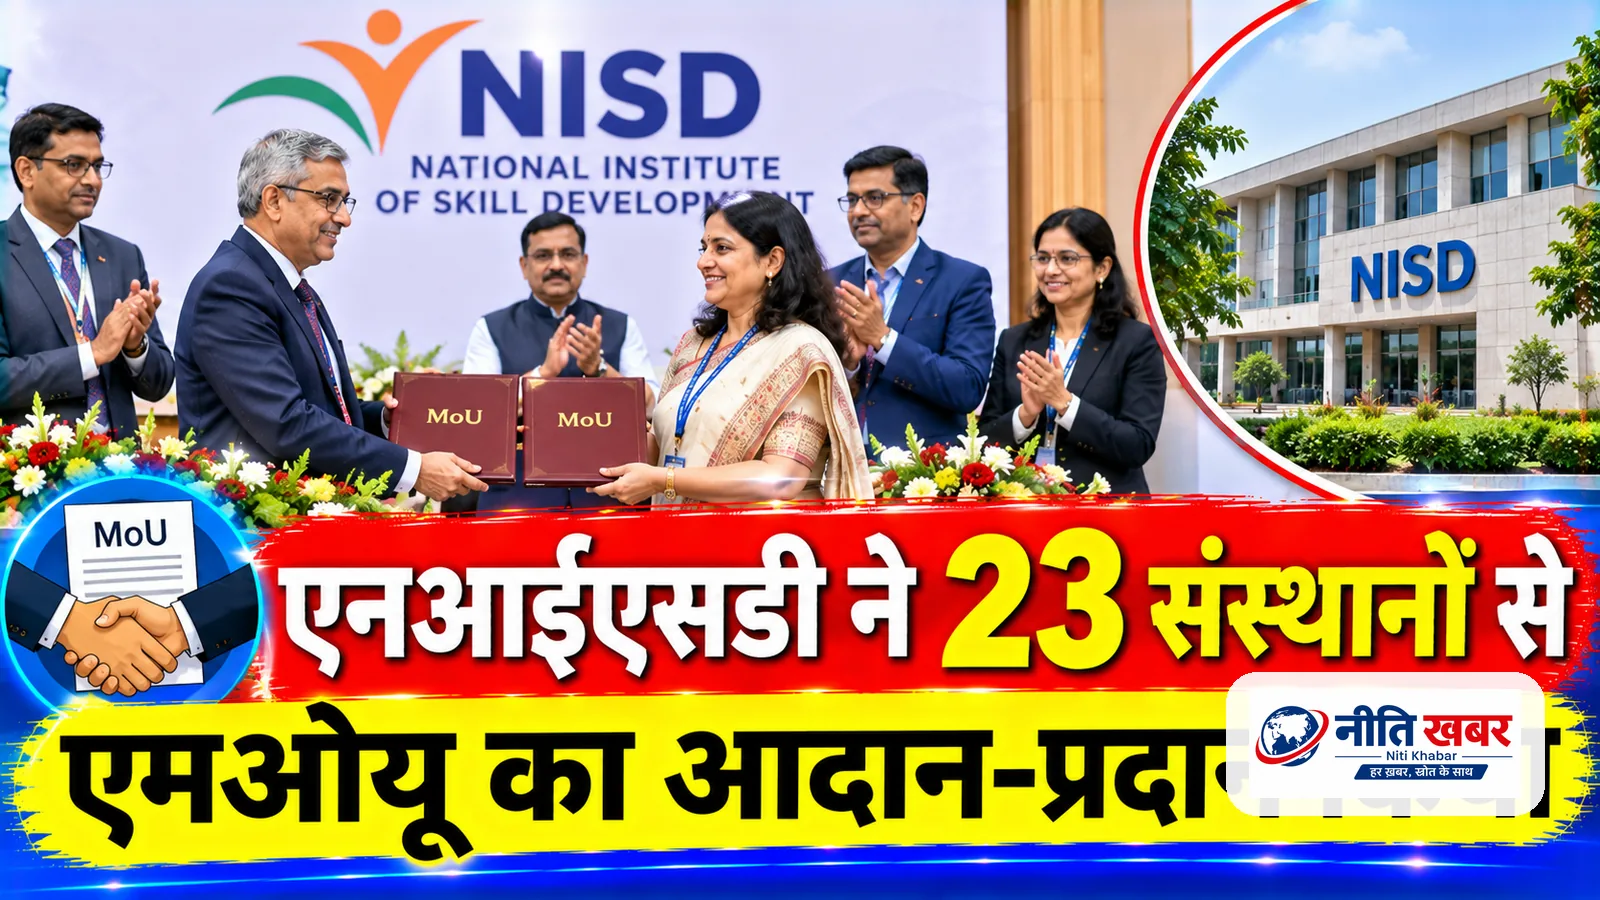 NISD
NATIONAL INSTITUTE
OF SKILL DEVELOPMENT
NISD
MoU
MoU
MoU
एनआईएसडी ने 23 संस्थानों से
एमओयू का आदान-प्रदान
नीति खबर
Niti Khabar
हर ख़बर, स्रोत के साथ